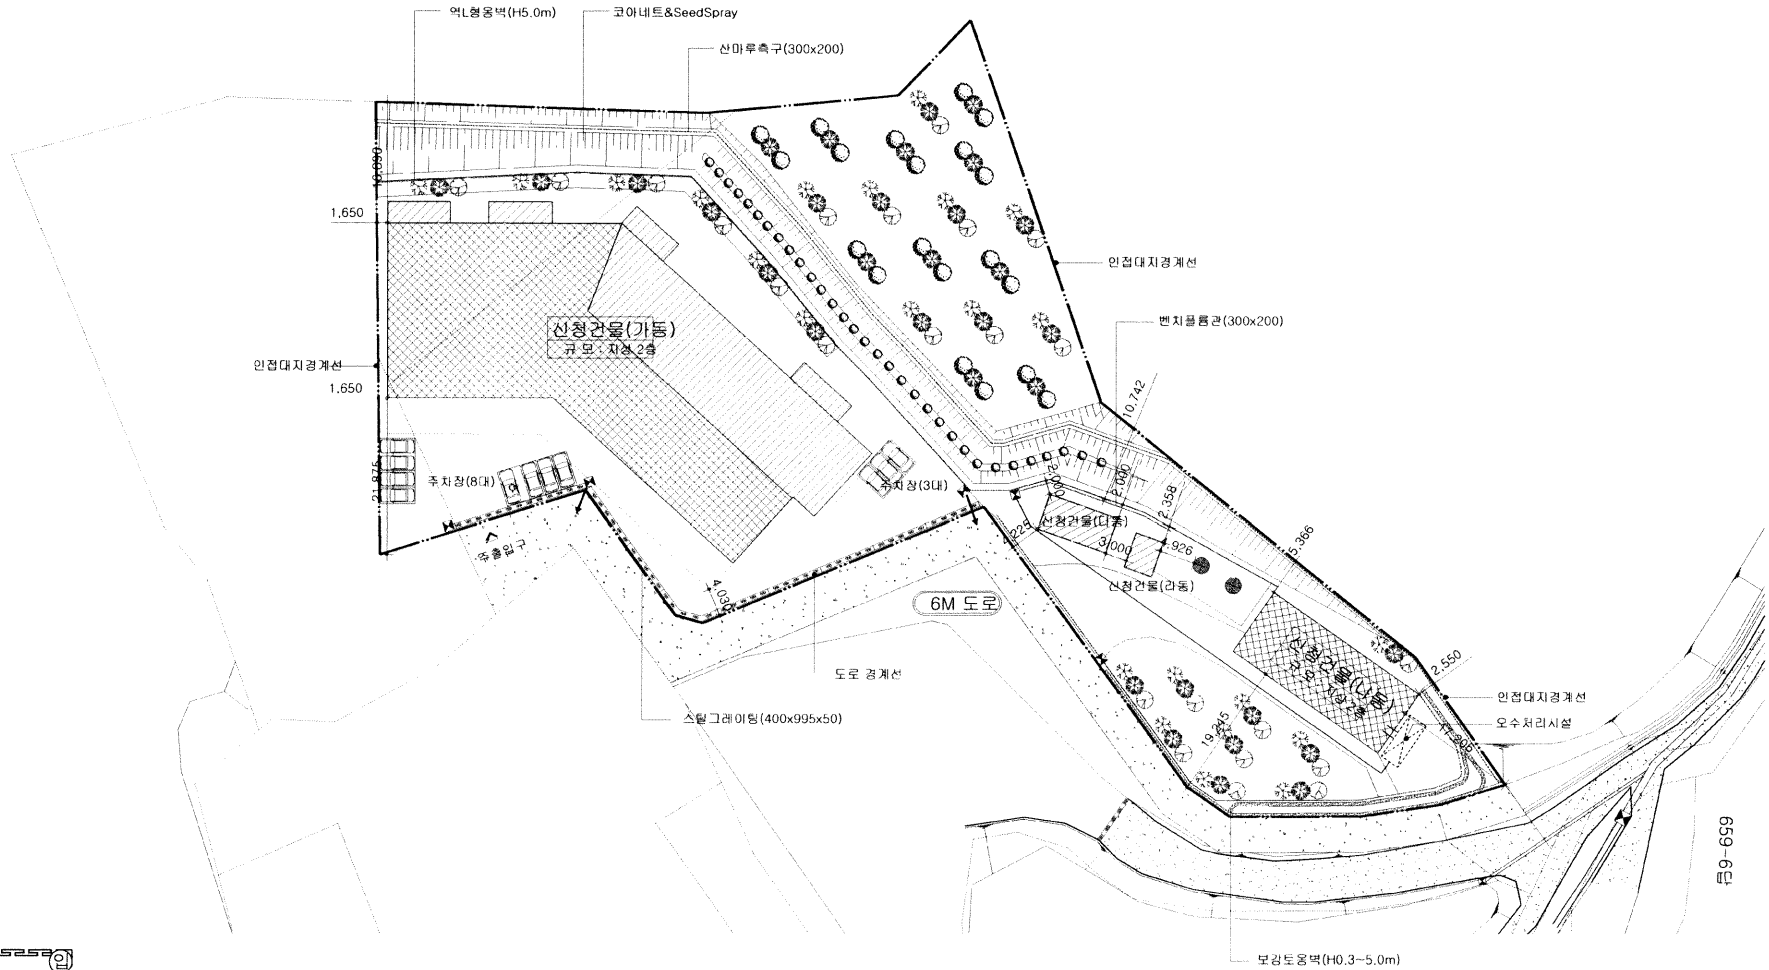 역L형옹벽(H5.0m)
코아네트&SeedSpray
산마루측구(300x200)
1,650
인접대지경계선
벤치플륨관(300x200)
신청건물(가동)
규 모 : 지상 2층
인접대지경계선
1,650
10,742
21,875
주차장(8대)
주차장(3대)
2,000
2,000
2,358
주출입구
신청건물(다동)
3,000
926
5,366
신청건물(라동)
4,030
6M 도로
도로 경계선
2,550
인접대지경계선
스틸그레이팅(400x995x50)
오수처리시설
19,245
659-6답
보강토옹벽(H0.3~5.0m)